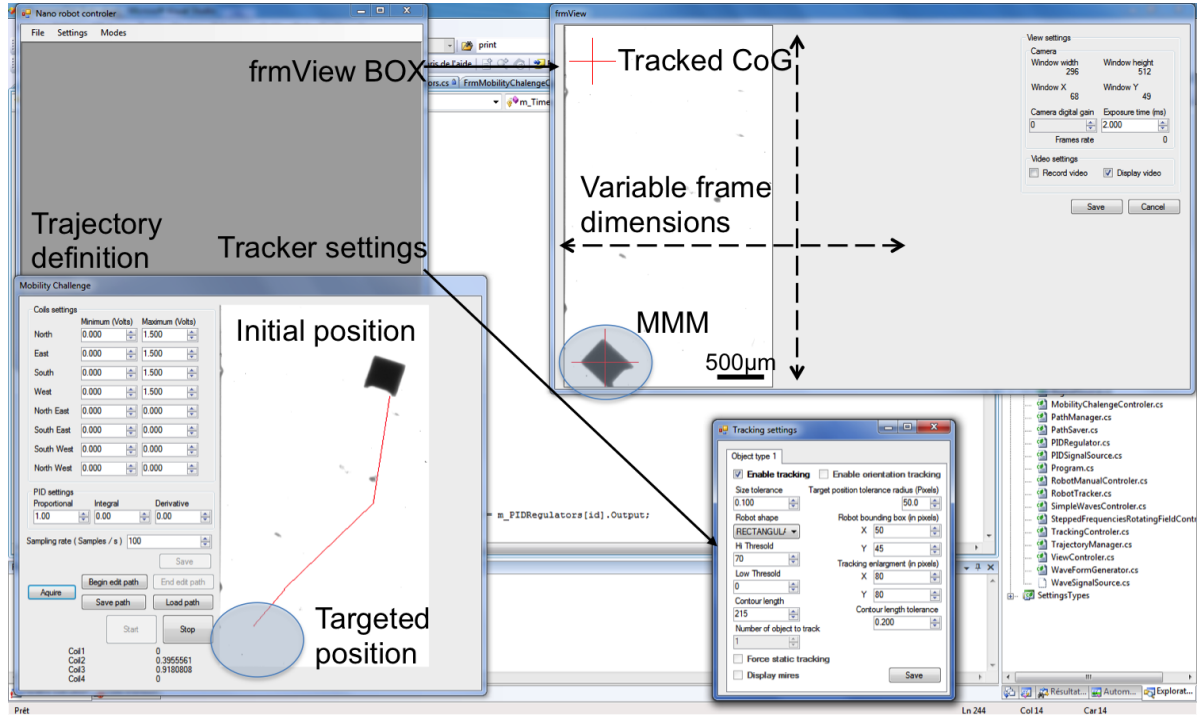 Nano robot controler
File Settings Modes
print
frmView BOX
m_Time
Trajectory
definition
Tracker settings
frmView
Tracked CoG
Variable frame
dimensions
MMM
500µm
View settings
Camera
Window width Window height
296 512
Window X Window Y
68 49
Camera digital gain Exposure time (ms)
0 2.000
Frames rate 0
Video settings
Record video Display video
Save Cancel
Mobility Challenge
Coils settings
Minimum (Volts) Maximum (Volts)
North 0.000 1.500
East 0.000 1.500
South 0.000 1.500
West 0.000 1.500
North East 0.000 0.000
South East 0.000 0.000
South West 0.000 0.000
North West 0.000 0.000
PID settings
Proportional Integral Derivative
1.00 0.00 0.00
Sampling rate ( Samples / s ) 100
Save
Aquire
Begin edit path End edit path
Save path Load path
Start Stop
Coil1 0
Coil2 0.3955561
Coil3 0.9180808
Coil4 0
Initial position
Targeted
position
= m_PIDRegulators[id].Output;
Tracking settings
Object type 1
Enable tracking Enable orientation tracking
Size tolerance Target position tolerance radius (Pixels)
0.100 50.0
Robot shape Robot bounding box (in pixels)
RECTANGUL X 50
Hi Thresold Y 45
70 Tracking enlargment (in pixels)
Low Thresold X 80
0 Y 80
Contour length Contour length tolerance
215 0.200
Number of object to track
1
Force static tracking
Display mires
Save
MobilityChalengeControler.cs
PathManager.cs
PathSaver.cs
PIDRegulator.cs
PIDSignalSource.cs
Program.cs
RobotManualControler.cs
RobotTracker.cs
SimpleWavesControler.cs
SteppedFrequenciesRotatingFieldContr
TrackingControler.cs
TrajectoryManager.cs
ViewControler.cs
WaveFormGenerator.cs
WaveSignalSource.cs
SettingsTypes
Résultat... Autom... Explorat...
Prêt
Ln 244 Col 14 Car 14